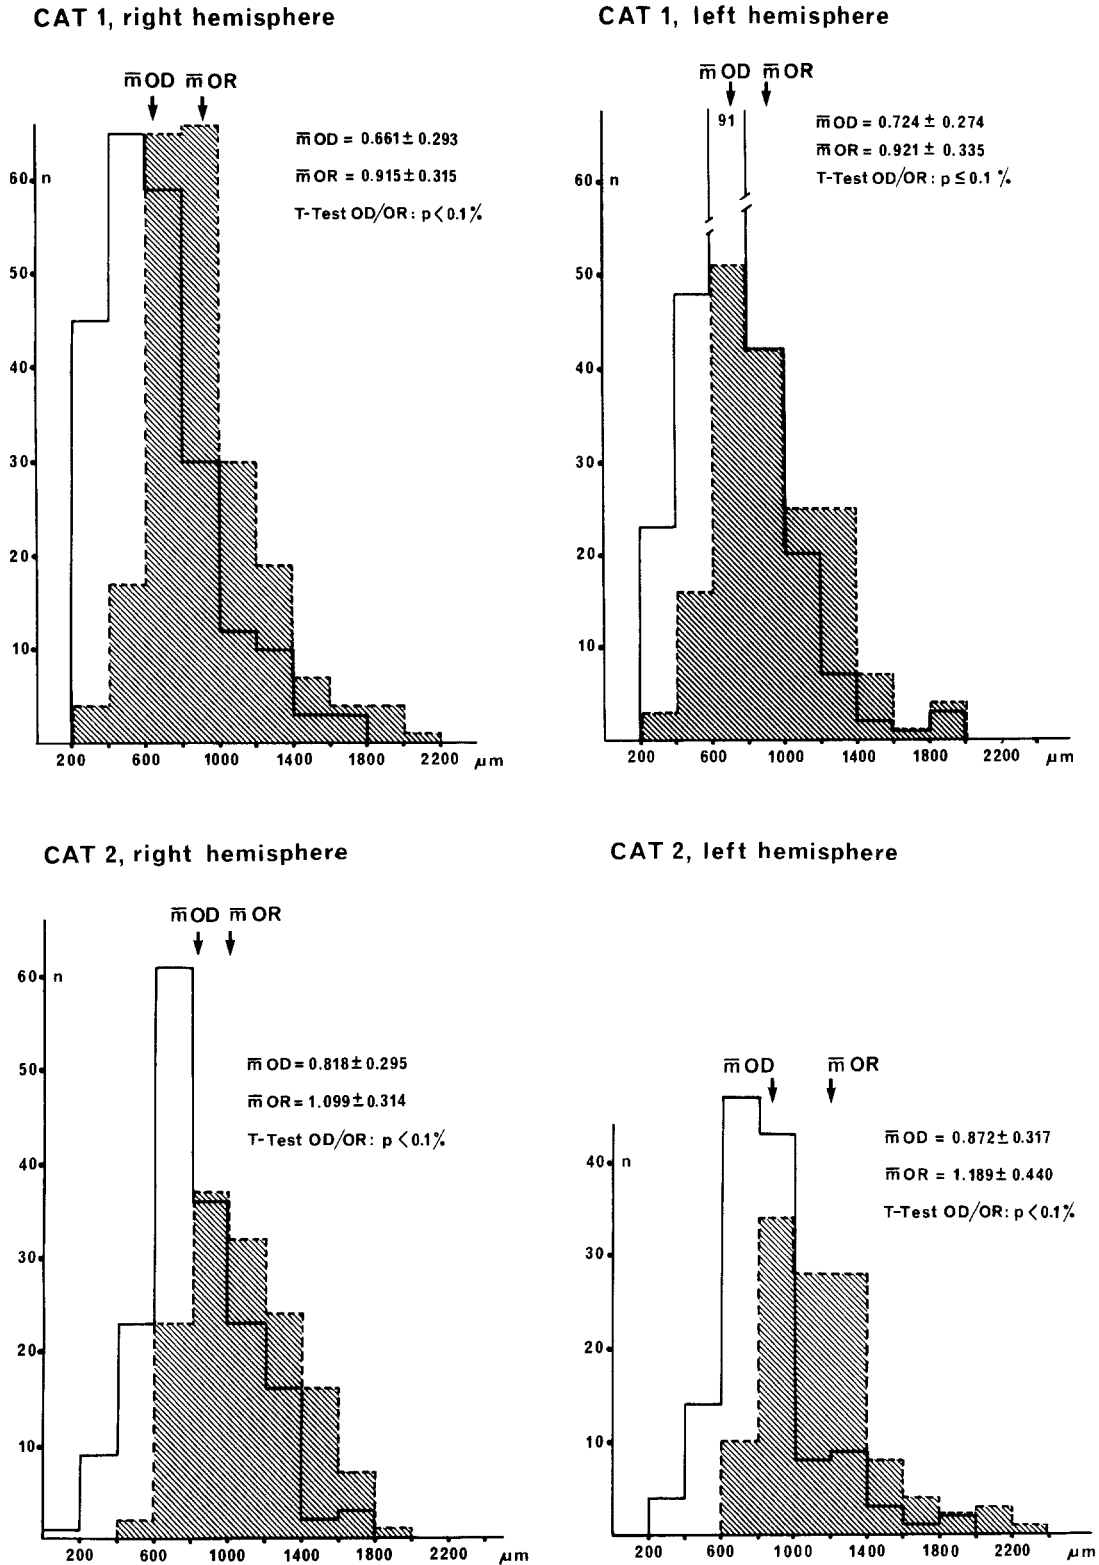 CAT 1, right hemisphere
m̅ OD m̅ OR
m̅ OD = 0.661 ± 0.293
m̅ OR = 0.915 ± 0.315
T-Test OD/OR: p < 0.1 %
60 n
50
40
30
20
10
200 600 1000 1400 1800 2200 μm
CAT 1, left hemisphere
m̅ OD m̅ OR
91
m̅ OD = 0.724 ± 0.274
m̅ OR = 0.921 ± 0.335
T-Test OD/OR: p ≤ 0.1 %
60 n
50
40
30
20
10
200 600 1000 1400 1800 2200 μm
CAT 2, right hemisphere
m̅ OD m̅ OR
60 n
50
m̅ OD = 0.818 ± 0.295
m̅ OR = 1.099 ± 0.314
T-Test OD/OR: p < 0.1 %
40
30
20
10
200 600 1000 1400 1800 2200 μm
CAT 2, left hemisphere
m̅ OD m̅ OR
m̅ OD = 0.872 ± 0.317
m̅ OR = 1.189 ± 0.440
T-Test OD/OR: p < 0.1 %
40 n
30
20
10
200 600 1000 1400 1800 2200 μm